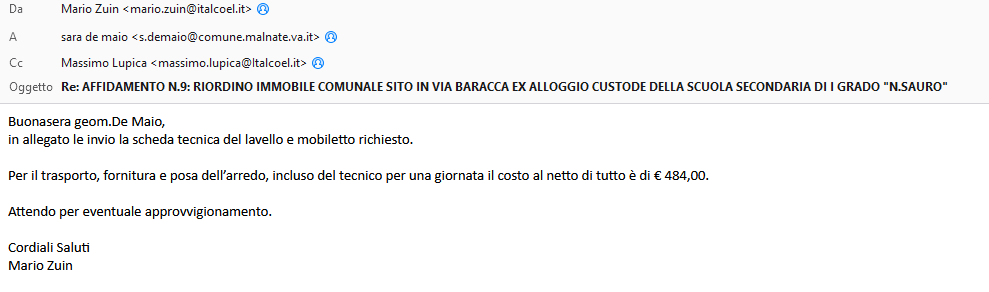 Da Mario Zuin <mario.zuin@italcoel.it>
A sara de maio <s.demaio@comune.malnate.va.it>
Cc Massimo Lupica <massimo.lupica@Italcoel.it>
Oggetto Re: AFFIDAMENTO N.9: RIORDINO IMMOBILE COMUNALE SITO IN VIA BARACCA EX ALLOGGIO CUSTODE DELLA SCUOLA SECONDARIA DI I GRADO "N.SAURO"
Buonasera geom.De Maio,
in allegato le invio la scheda tecnica del lavello e mobiletto richiesto.
Per il trasporto, fornitura e posa dell'arredo, incluso del tecnico per una giornata il costo al netto di tutto è di € 484,00.
Attendo per eventuale approvvigionamento.
Cordiali Saluti
Mario Zuin